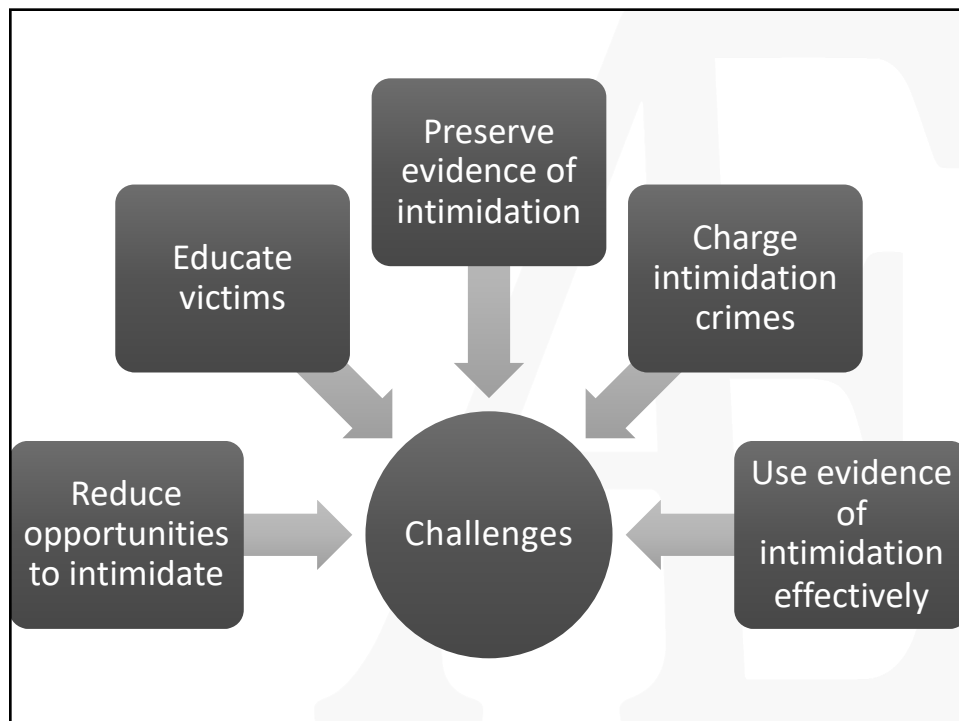 Reduce
opportunities
to intimidate
Educate
victims
Preserve
evidence of
intimidation
Charge
intimidation
crimes
Use evidence
of
intimidation
effectively
Challenges